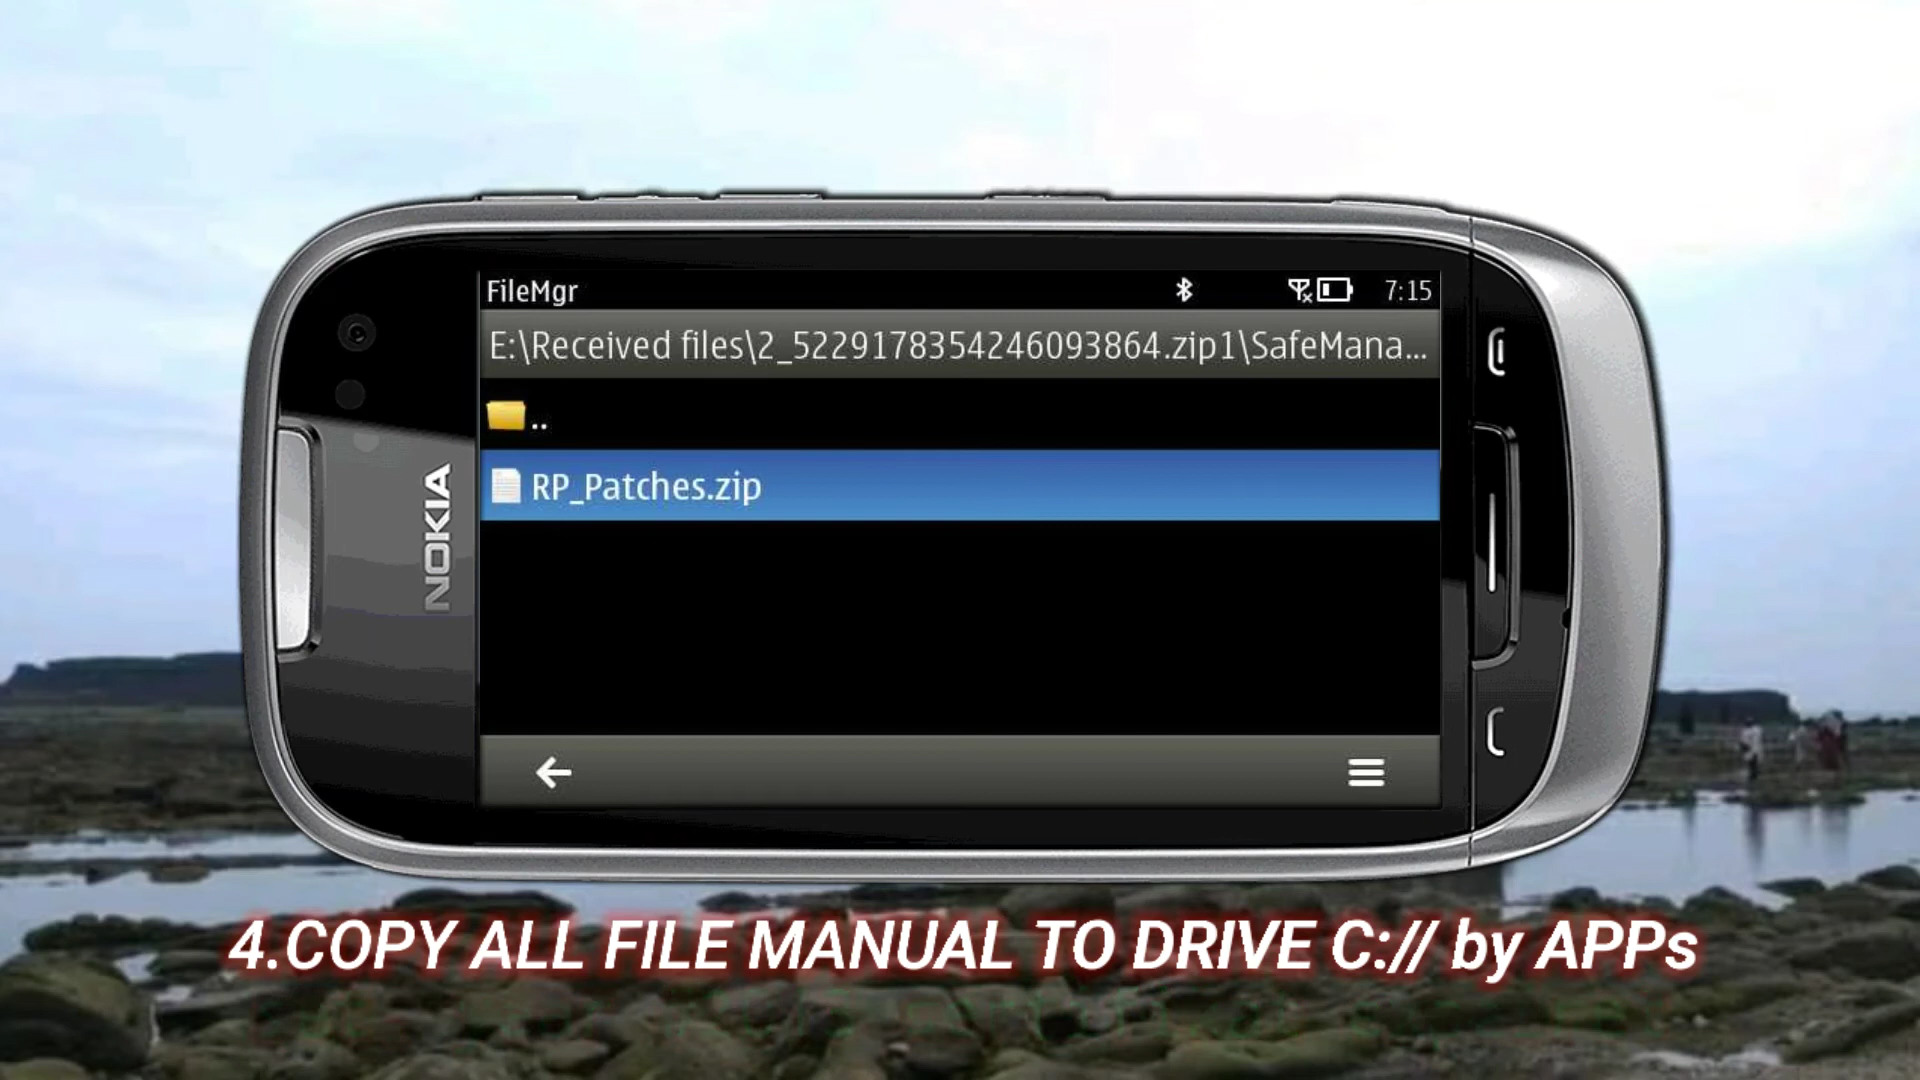 FileMgr
7:15
E:\Received files\2_5229178354246093864.zip1\SafeMana...
..
RP_Patches.zip
NOKIA
4.COPY ALL FILE MANUAL TO DRIVE C:// by APPs